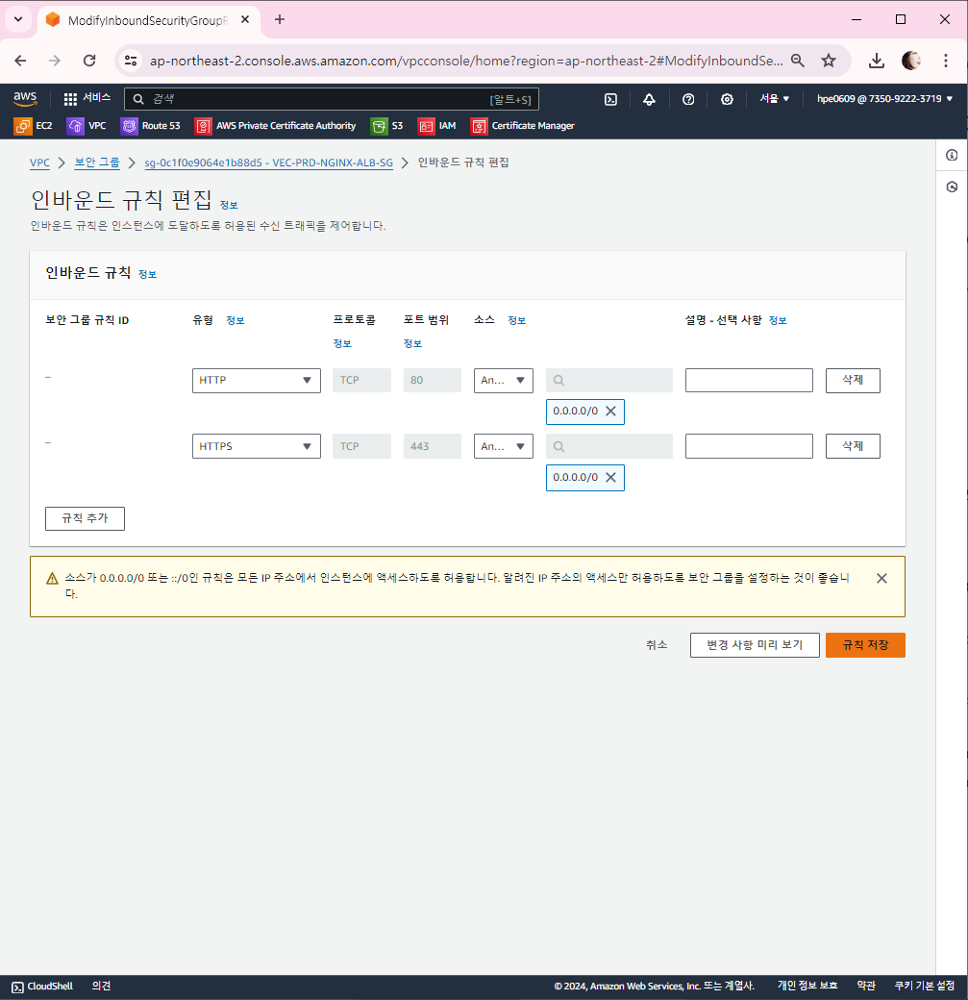 ModifyInboundSecurityGroupR
ap-northeast-2.console.aws.amazon.com/vpcconsole/home?region=ap-northeast-2#ModifyInboundSe...
aws
서비스
검색
[알트+S]
서울
hpe0609 @ 7350-9222-3719
EC2
VPC
Route 53
AWS Private Certificate Authority
S3
IAM
Certificate Manager
VPC
보안 그룹
sg-0c1f0e9064e1b88d5 - VEC-PRD-NGINX-ALB-SG
인바운드 규칙 편집
인바운드 규칙 편집 정보
인바운드 규칙은 인스턴스에 도달하도록 허용된 수신 트래픽을 제어합니다.
인바운드 규칙 정보
보안 그룹 규칙 ID
유형 정보
프로토콜
정보
포트 범위
정보
소스 정보
설명 - 선택 사항 정보
–
HTTP
TCP
80
An...
삭제
0.0.0.0/0
–
HTTPS
TCP
443
An...
삭제
0.0.0.0/0
규칙 추가
소스가 0.0.0.0/0 또는 ::/0인 규칙은 모든 IP 주소에서 인스턴스에 액세스하도록 허용합니다. 알려진 IP 주소의 액세스만 허용하도록 보안 그룹을 설정하는 것이 좋습니
다.
취소
변경 사항 미리 보기
규칙 저장
CloudShell
의견
© 2024, Amazon Web Services, Inc. 또는 계열사.
개인 정보 보호
약관
쿠키 기본 설정